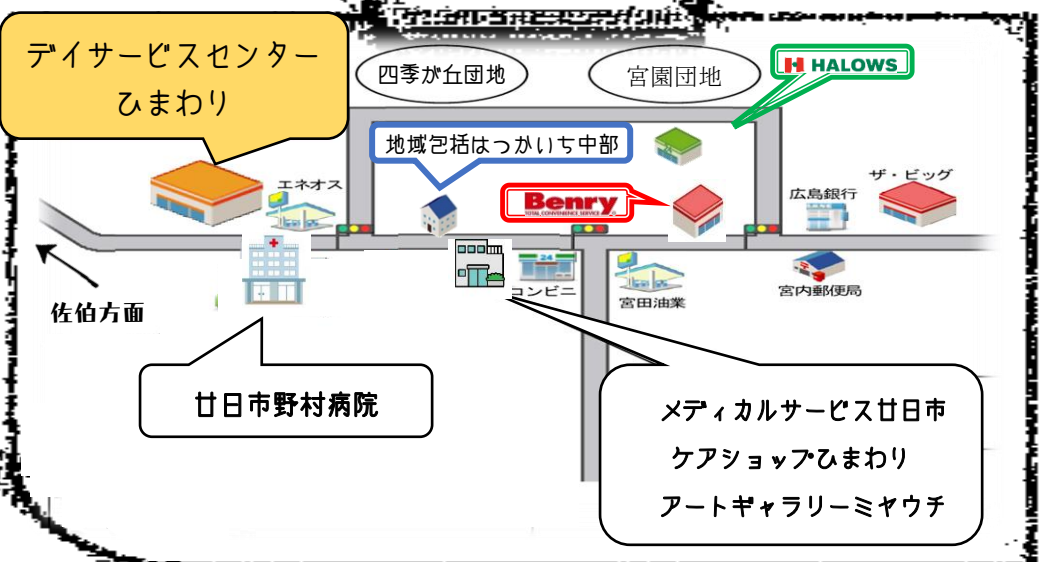 デイサービスセンター
ひまわり
四季が丘団地
宮園団地
HALOWS
地域包括はつかいち中部
エネオス
Benry
TOTAL CONVENIENCE SERVICE
広島銀行
ザ・ビッグ
24
コンビニ
宮田油業
宮内郵便局
佐伯方面
廿日市野村病院
メディカルサービス廿日市
ケアショップひまわり
アートギャラリーミヤウチ